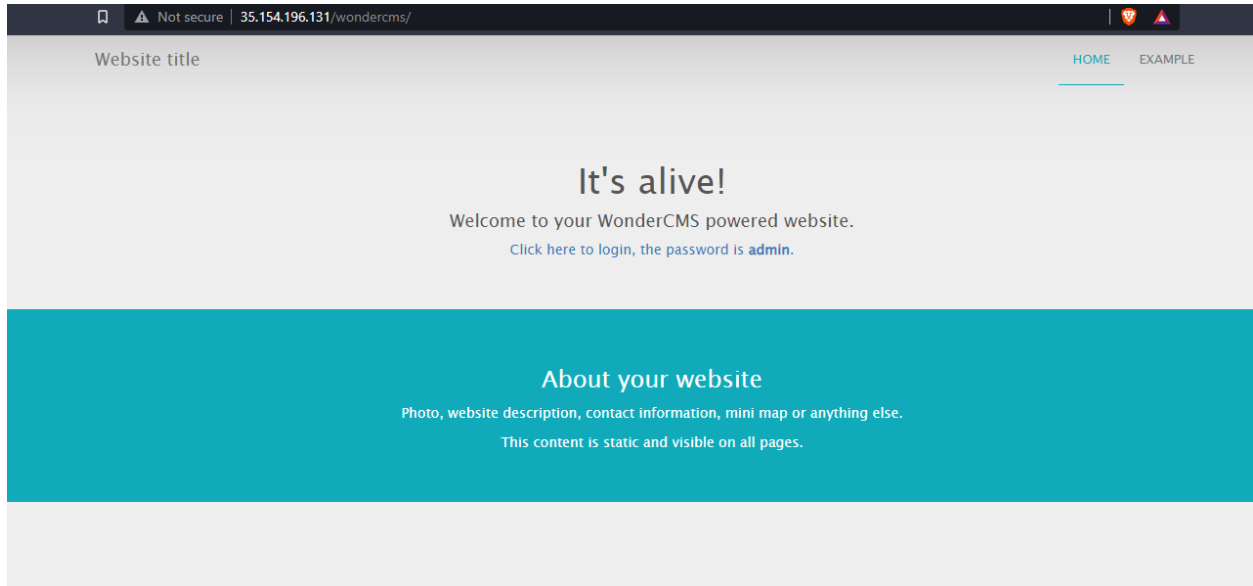 Not secure | 35.154.196.131/wondercms/
Website title
HOME EXAMPLE
It's alive!
Welcome to your WonderCMS powered website.
Click here to login, the password is admin.
About your website
Photo, website description, contact information, mini map or anything else.
This content is static and visible on all pages.